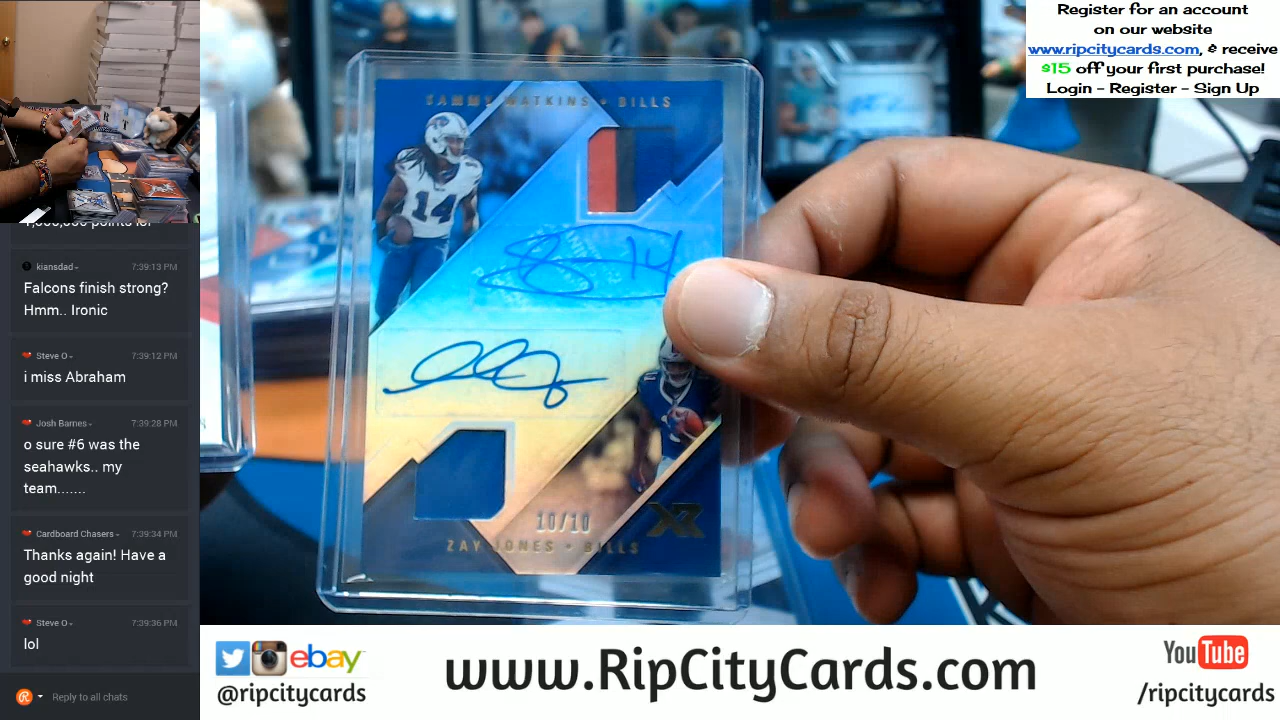 Register for an account
on our website
www.ripcitycards.com, & receive
$15 off your first purchase!
Login - Register - Sign Up
kiansdad
7:39:13 PM
Falcons finish strong?
Hmm.. Ironic
Steve O
7:39:12 PM
i miss Abraham
Josh Barnes
7:39:28 PM
o sure #6 was the
seahawks.. my
team.......
Cardboard Chasers
7:39:34 PM
Thanks again! Have a
good night
Steve O
7:39:36 PM
lol
Reply to all chats
SAMMY WATKINS • BILLS
14
14
10/10
XR
ZAY JONES • BILLS
ebay
@ripcitycards
www.RipCityCards.com
YouTube
/ripcitycards